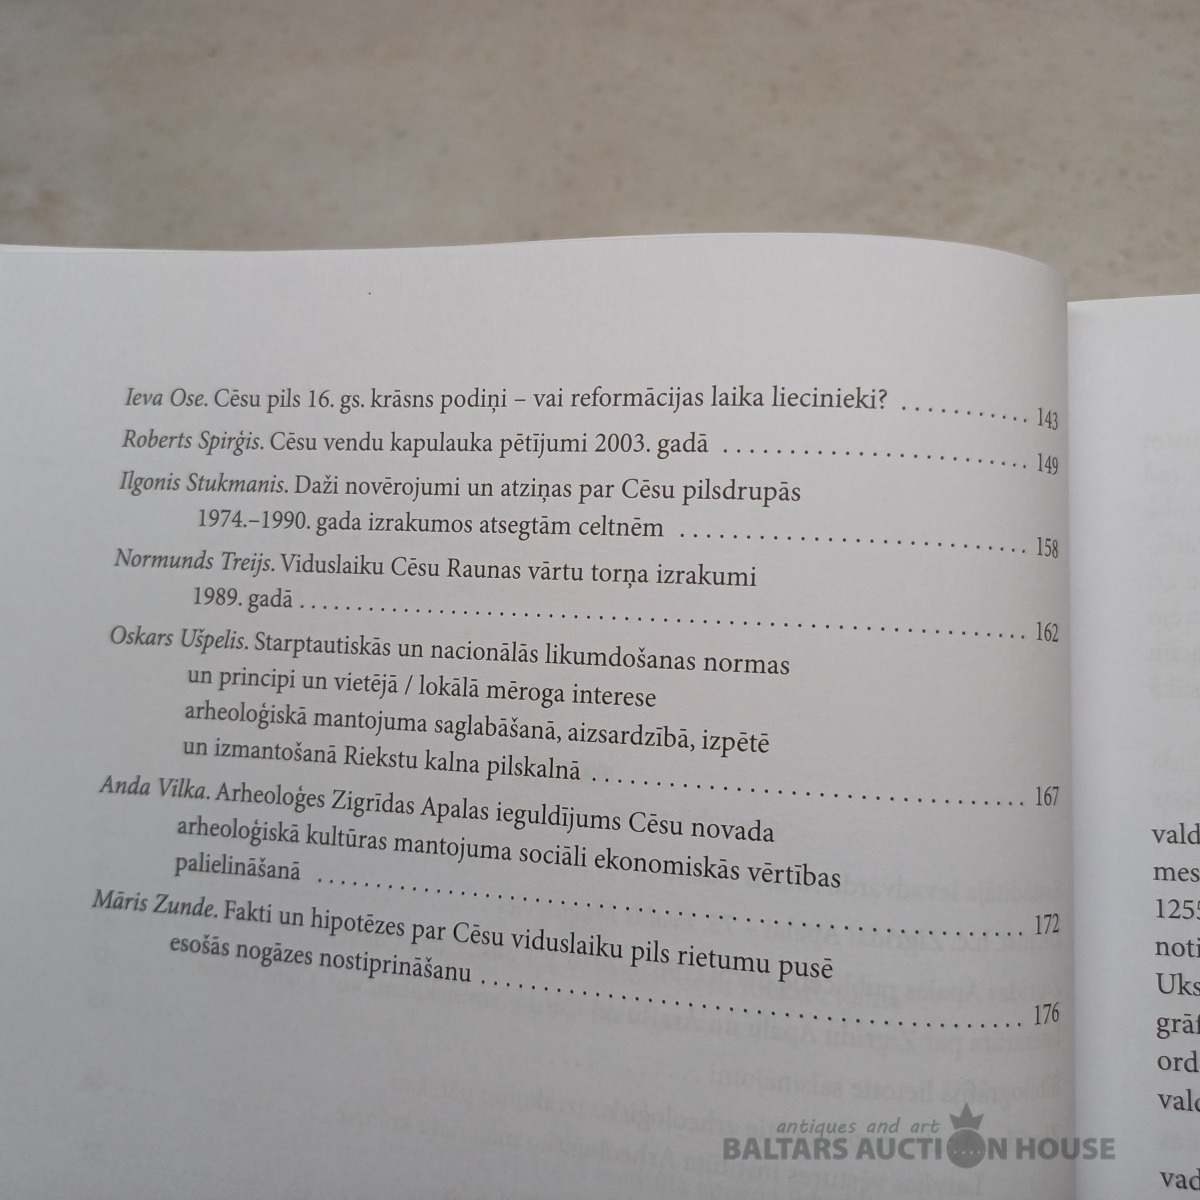 Ieva Ose. Cēsu pils 16. gs. krāsns podiņi – vai reformācijas laika liecinieki? ........... 143
Roberts Spirģis. Cēsu vendu kapulauka pētījumi 2003. gadā ........................... 149
Ilgonis Stukmanis. Daži novērojumi un atziņas par Cēsu pilsdrupās
1974.–1990. gada izrakumos atsegtām celtnēm ............................... 158
Normunds Treijs. Viduslaiku Cēsu Raunas vārtu torņa izrakumi
1989. gadā ................................................................ 162
Oskars Ušpelis. Starptautiskās un nacionālās likumdošanas normas
un principi un vietējā / lokālā mēroga interese
arheoloģiskā mantojuma saglabāšanā, aizsardzībā, izpētē
un izmantošanā Riekstu kalna pilskalnā ..................................... 167
Anda Vilka. Arheoloģes Zigrīdas Apalas ieguldījums Cēsu novada
arheoloģiskā kultūras mantojuma sociāli ekonomiskās vērtības
palielināšanā ............................................................. 172
Māris Zunde. Fakti un hipotēzes par Cēsu viduslaiku pils rietumu pusē
esošās nogāzes nostiprināšanu ............................................. 176
vald
mes
1255
noti
Uks
grāf
ord
vald
vad
antiques and art
BALTARS AUCTION HOUSE